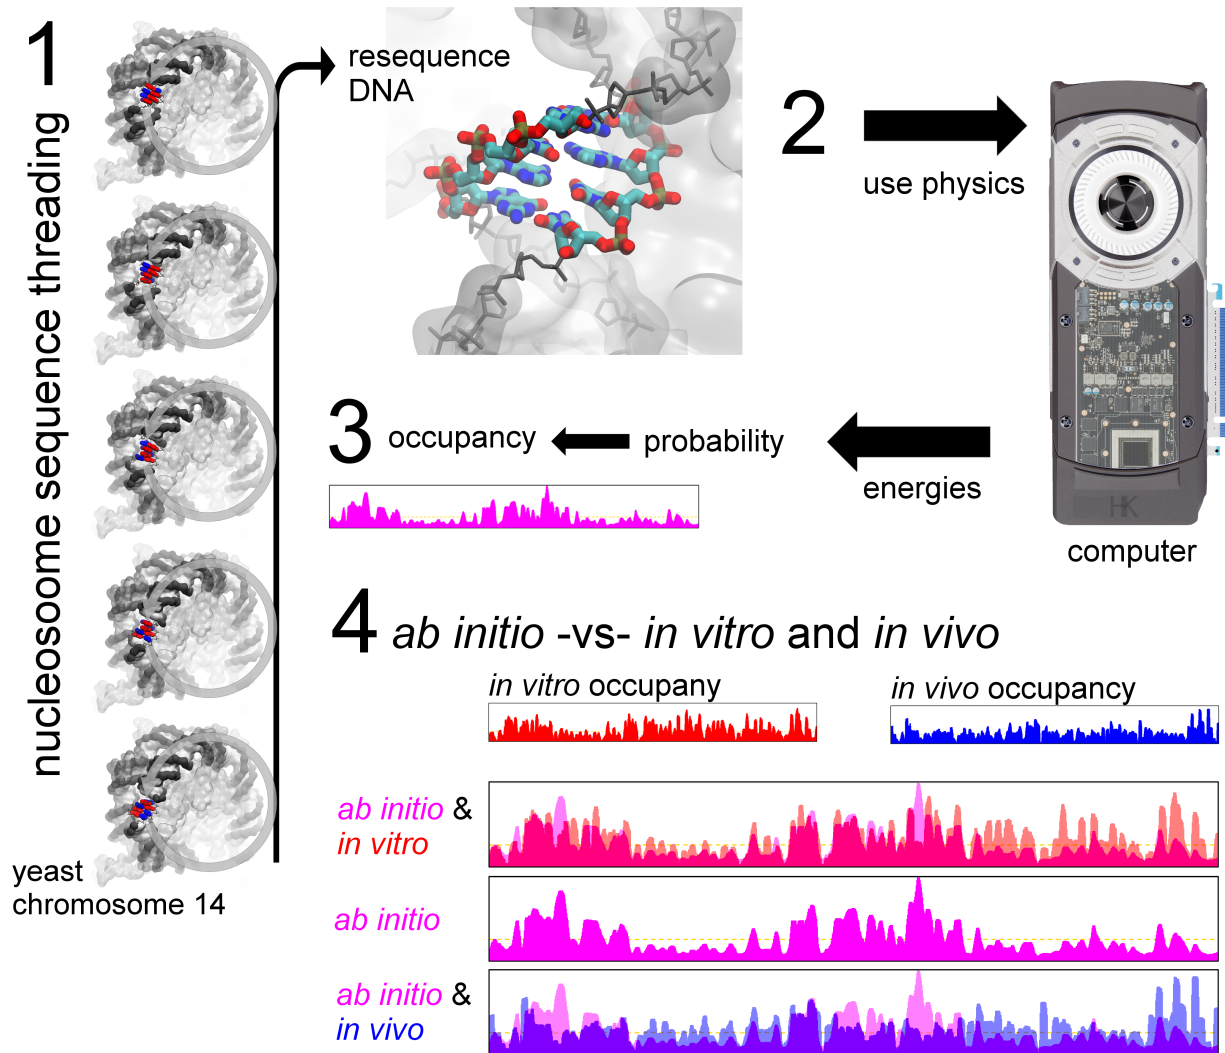 1
nucleosoome sequence threading
yeast
chromosome 14
resequence
DNA
2
use physics
HK
computer
energies
3
occupancy
probability
4
ab initio -vs- in vitro and in vivo
in vitro occupany
in vivo occupancy
ab initio &
in vitro
ab initio
ab initio &
in vivo